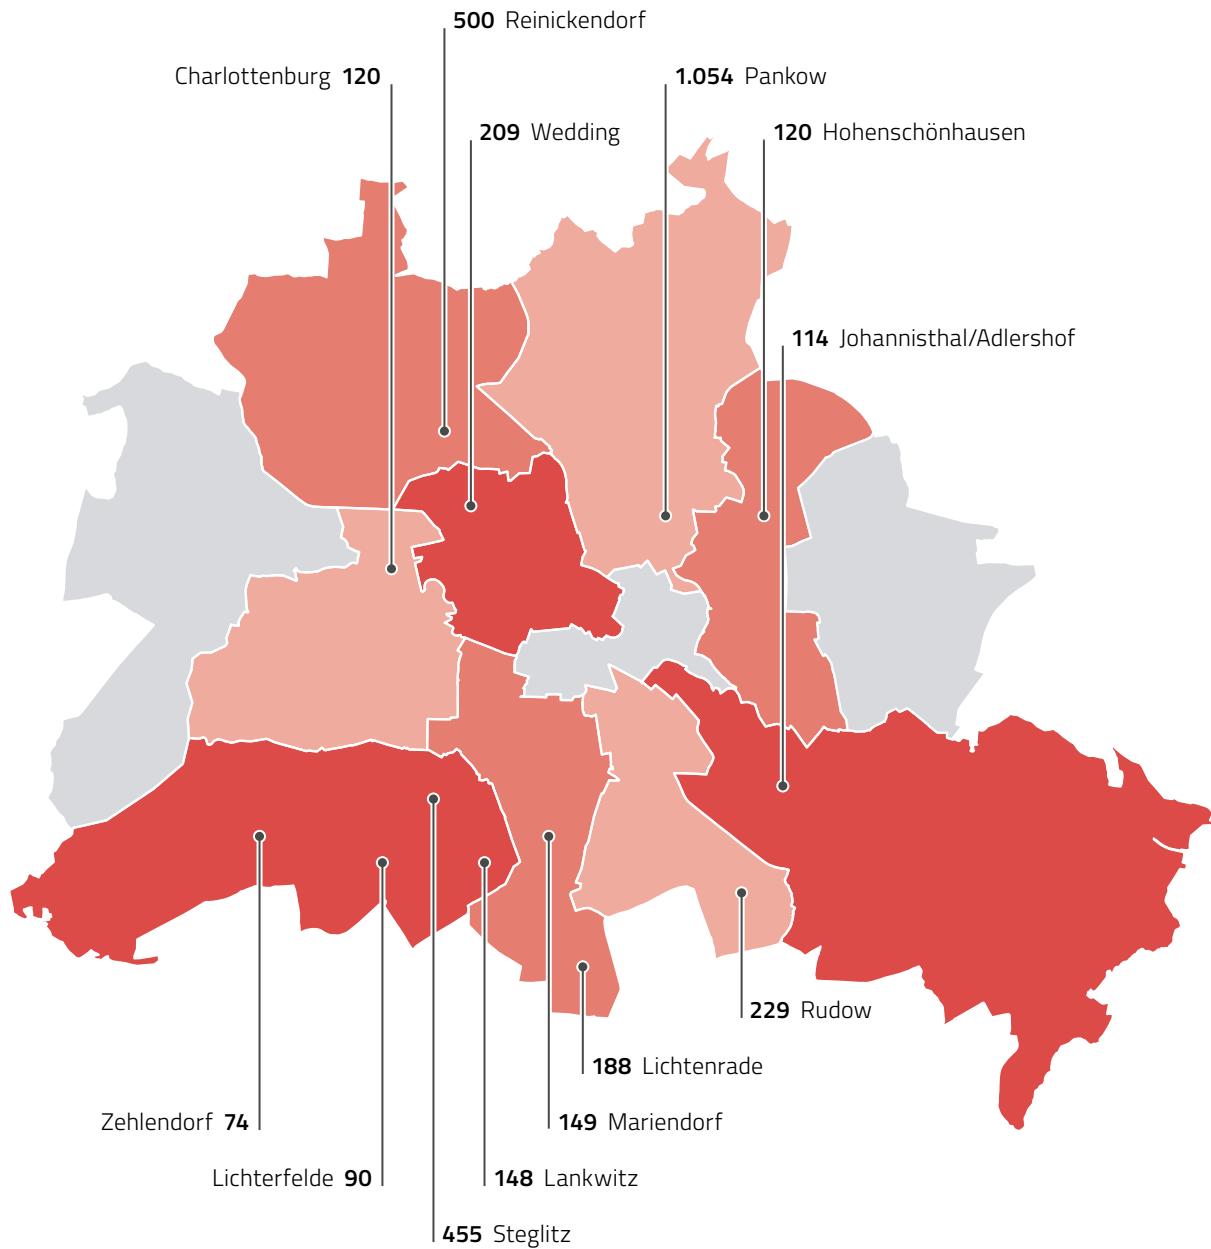 500 Reinickendorf
Charlottenburg 120
1.054 Pankow
209 Wedding
120 Hohenschönhausen
114 Johannisthal/Adlershof
229 Rudow
188 Lichtenrade
Zehlendorf 74
149 Mariendorf
Lichterfelde 90
148 Lankwitz
455 Steglitz